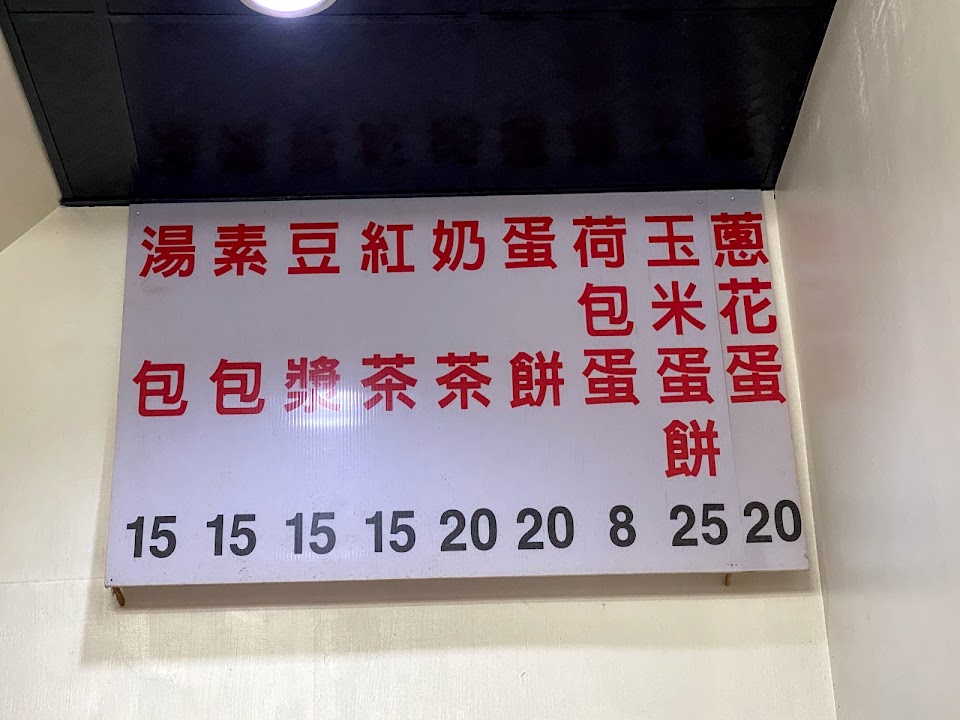 蔥花蛋 20
玉米蛋餅 25
荷包蛋 8
蛋餅 20
奶茶 20
紅茶 15
豆漿 15
素包 15
湯包 15